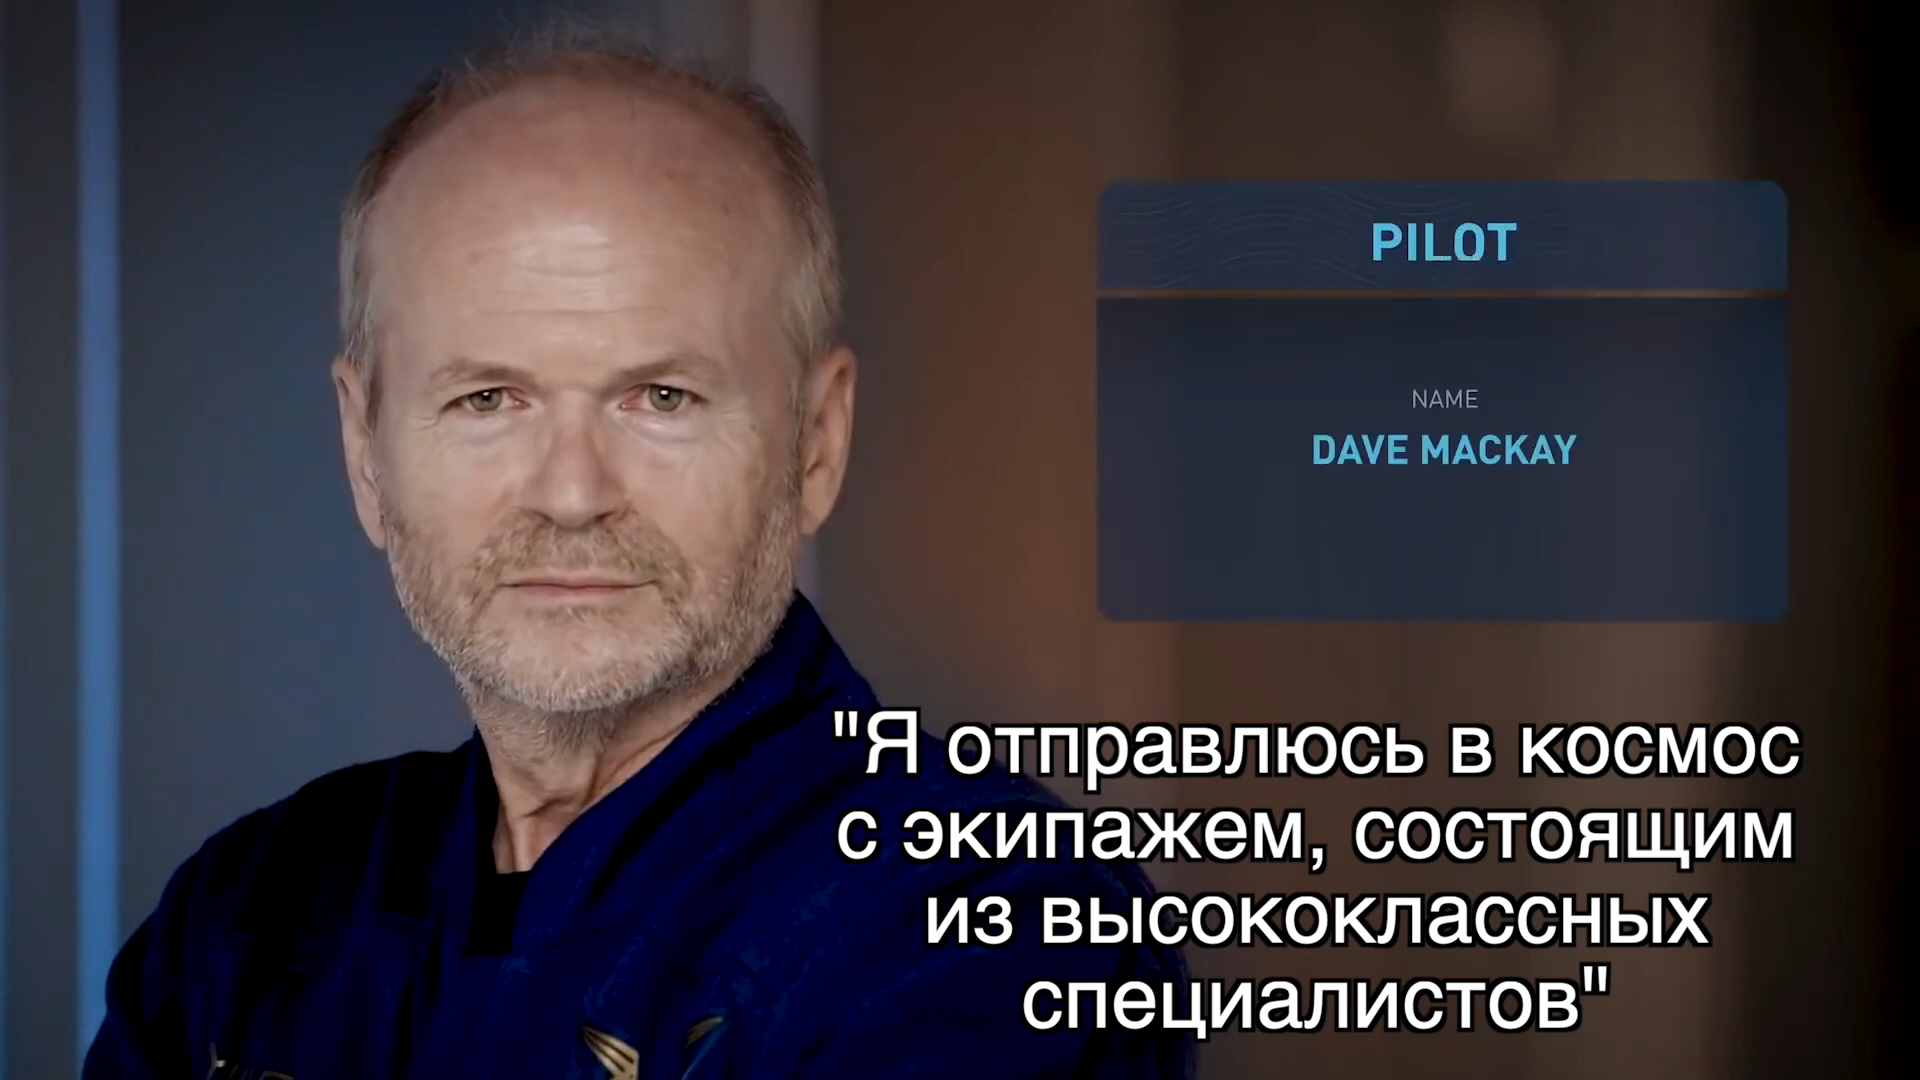 PILOT
NAME
DAVE MACKAY
"Я отправлюсь в космос
с экипажем, состоящим
из высококлассных
специалистов"